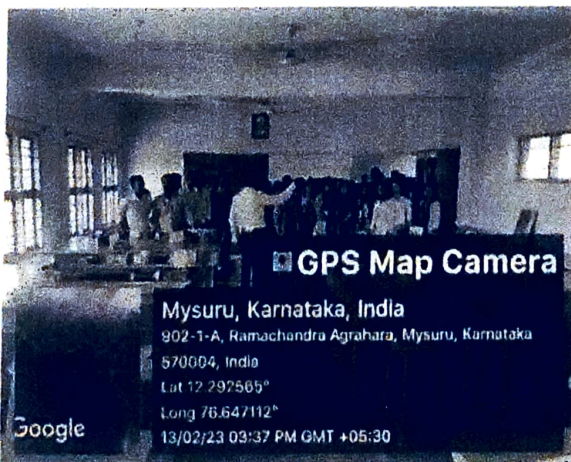 GPS Map Camera
Mysuru, Karnataka, India
902-1-A, Ramachandra Agrahara, Mysuru, Karnataka
570004, India
Lat 12.292565°
Long 76.647112°
13/02/23 03:37 PM GMT +05:30
Google